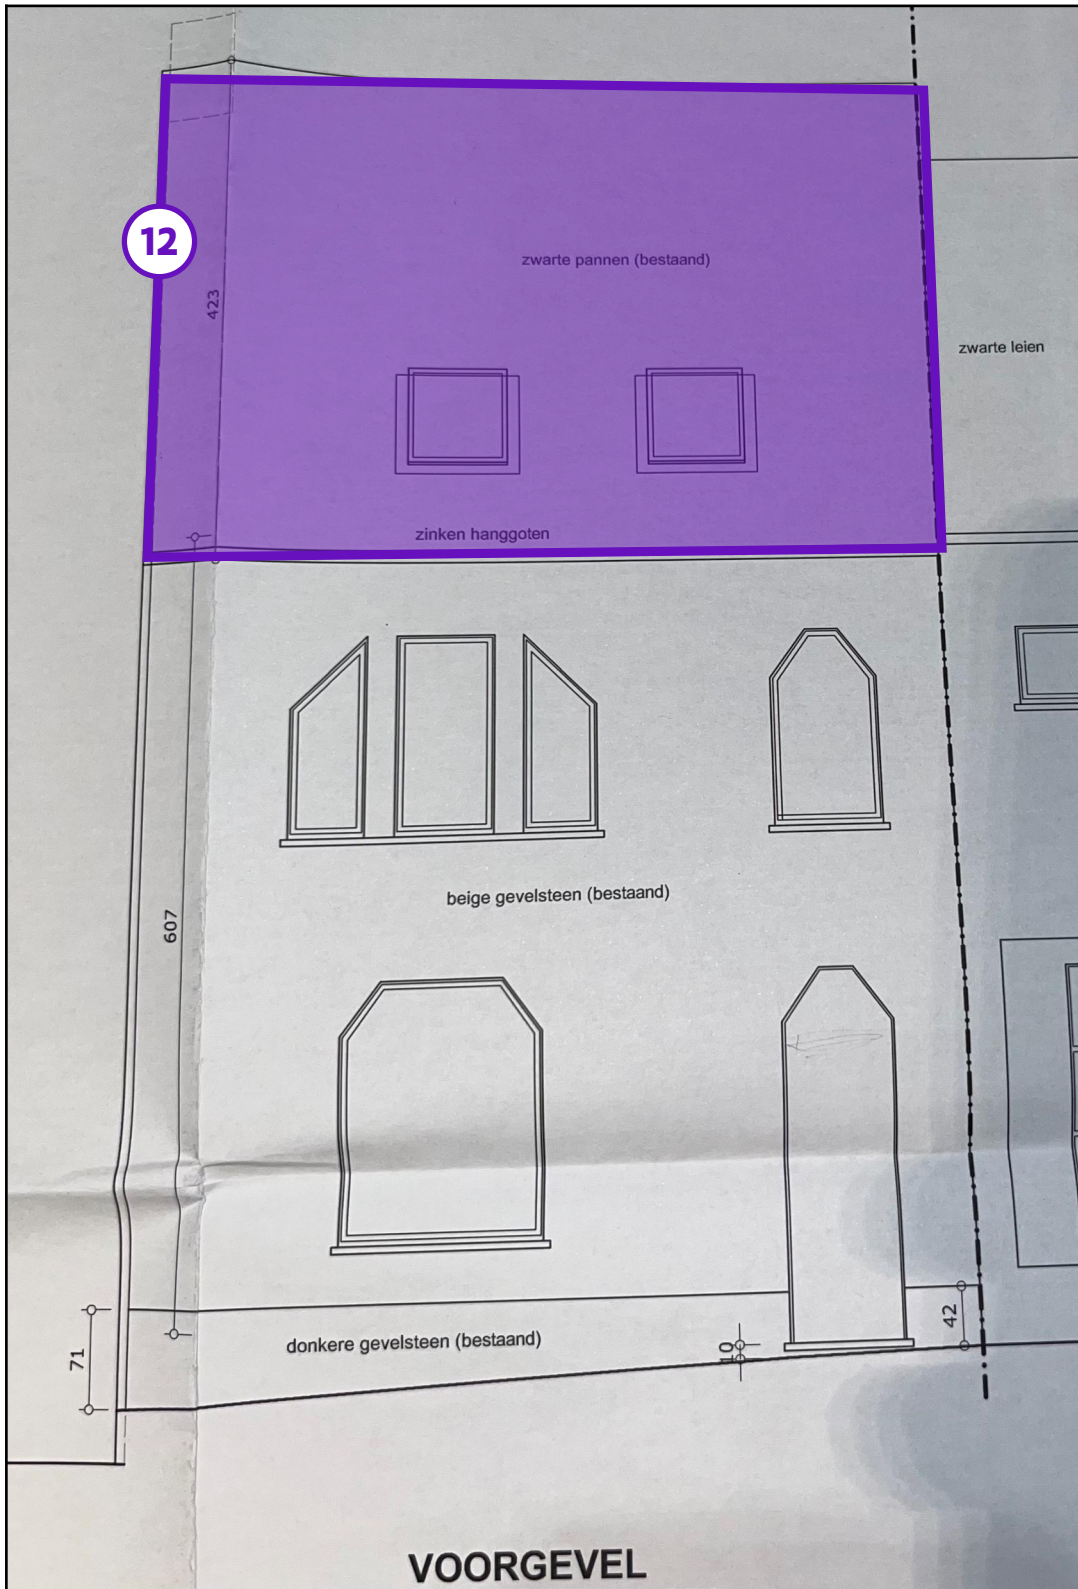 12
zwarte pannen (bestaand)
423
zwarte leien
zinken hanggoten
beige gevelsteen (bestaand)
607
donkere gevelsteen (bestaand)
71
10
42
VOORGEVEL